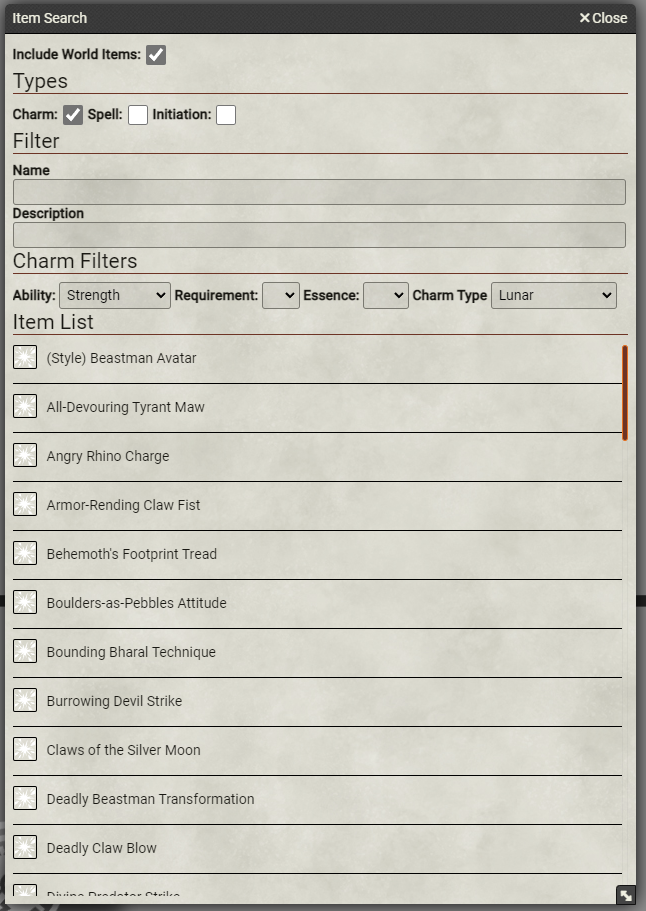 Item Search
×Close
Include World Items:
Types
Charm: Spell: Initiation:
Filter
Name
Description
Charm Filters
Ability: Strength Requirement: Essence: Charm Type Lunar
Item List
(Style) Beastman Avatar
All-Devouring Tyrant Maw
Angry Rhino Charge
Armor-Rending Claw Fist
Behemoth's Footprint Tread
Boulders-as-Pebbles Attitude
Bounding Bharal Technique
Burrowing Devil Strike
Claws of the Silver Moon
Deadly Beastman Transformation
Deadly Claw Blow
Divine Predator Strike